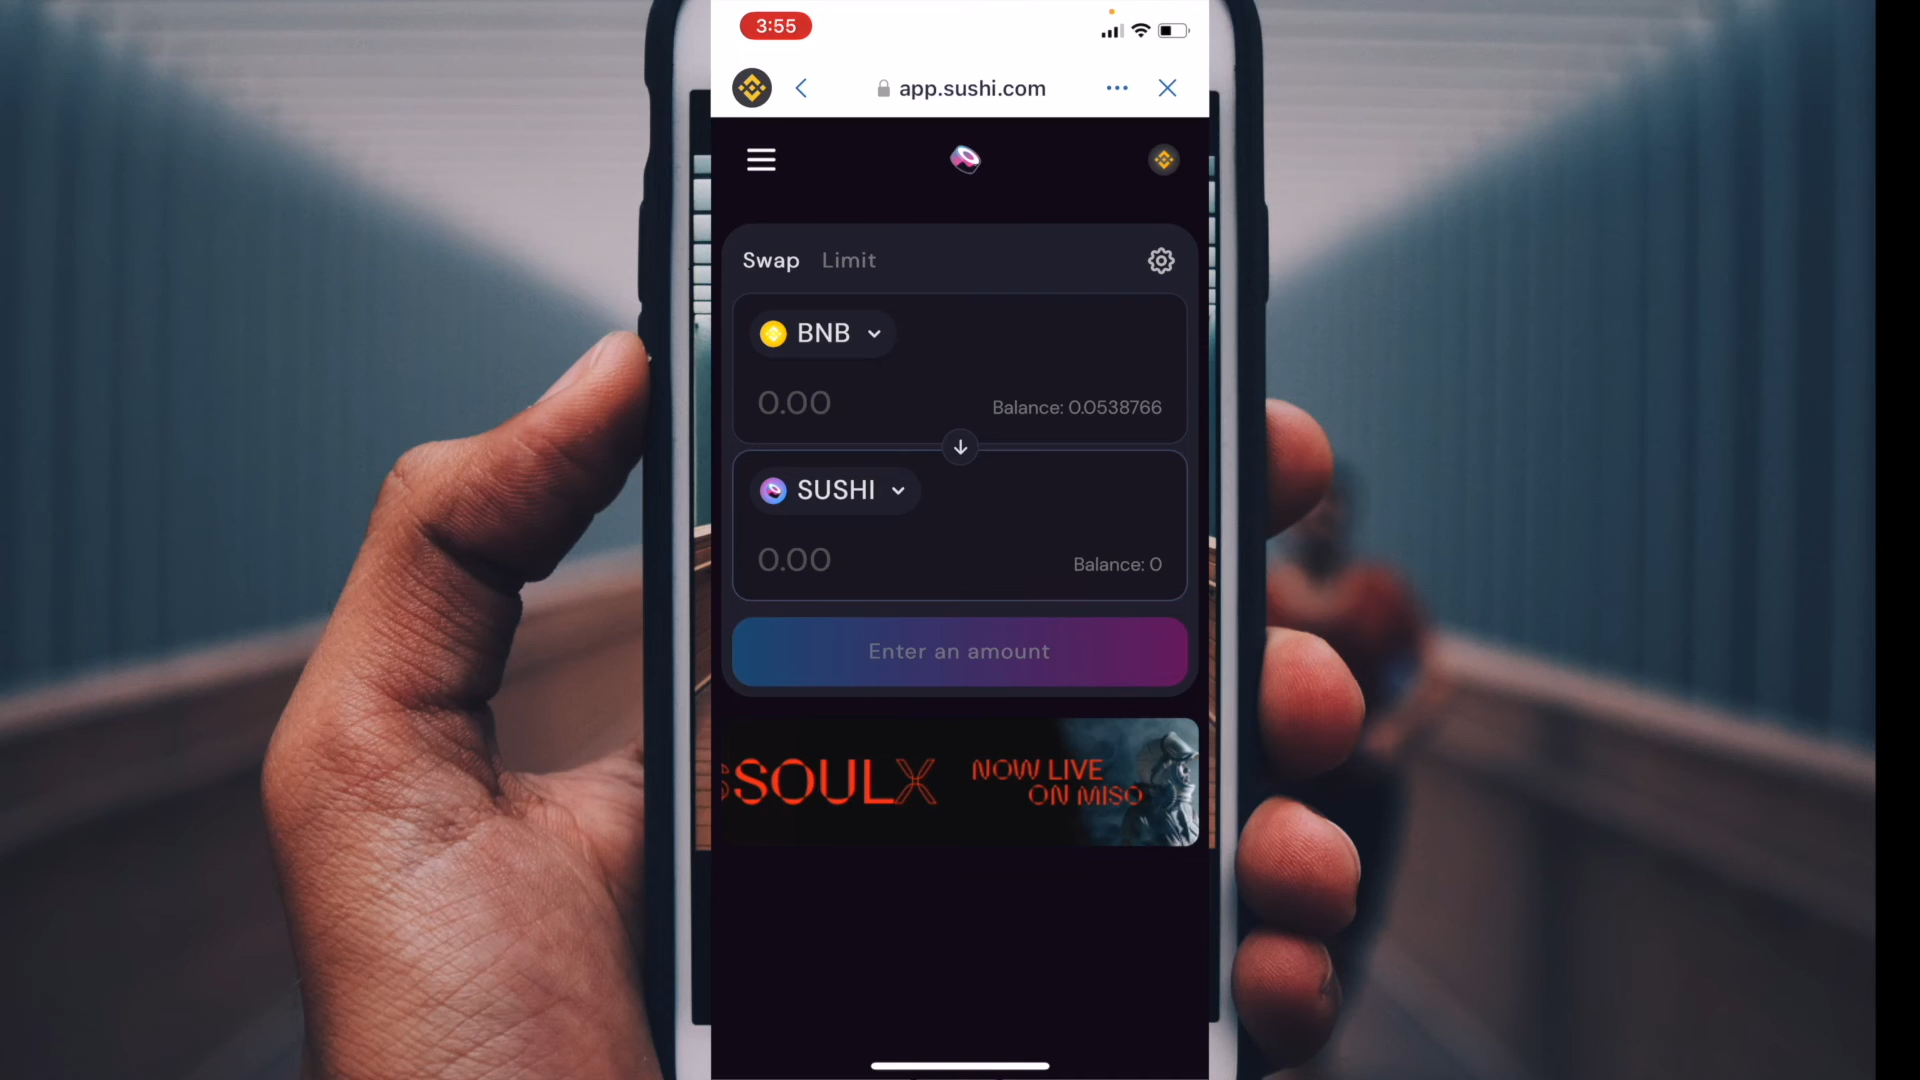 3:55
app.sushi.com
Swap Limit
BNB
0.00 Balance: 0.0538766
SUSHI
0.00 Balance: 0
Enter an amount
SOULX NOW LIVE
ON MISO